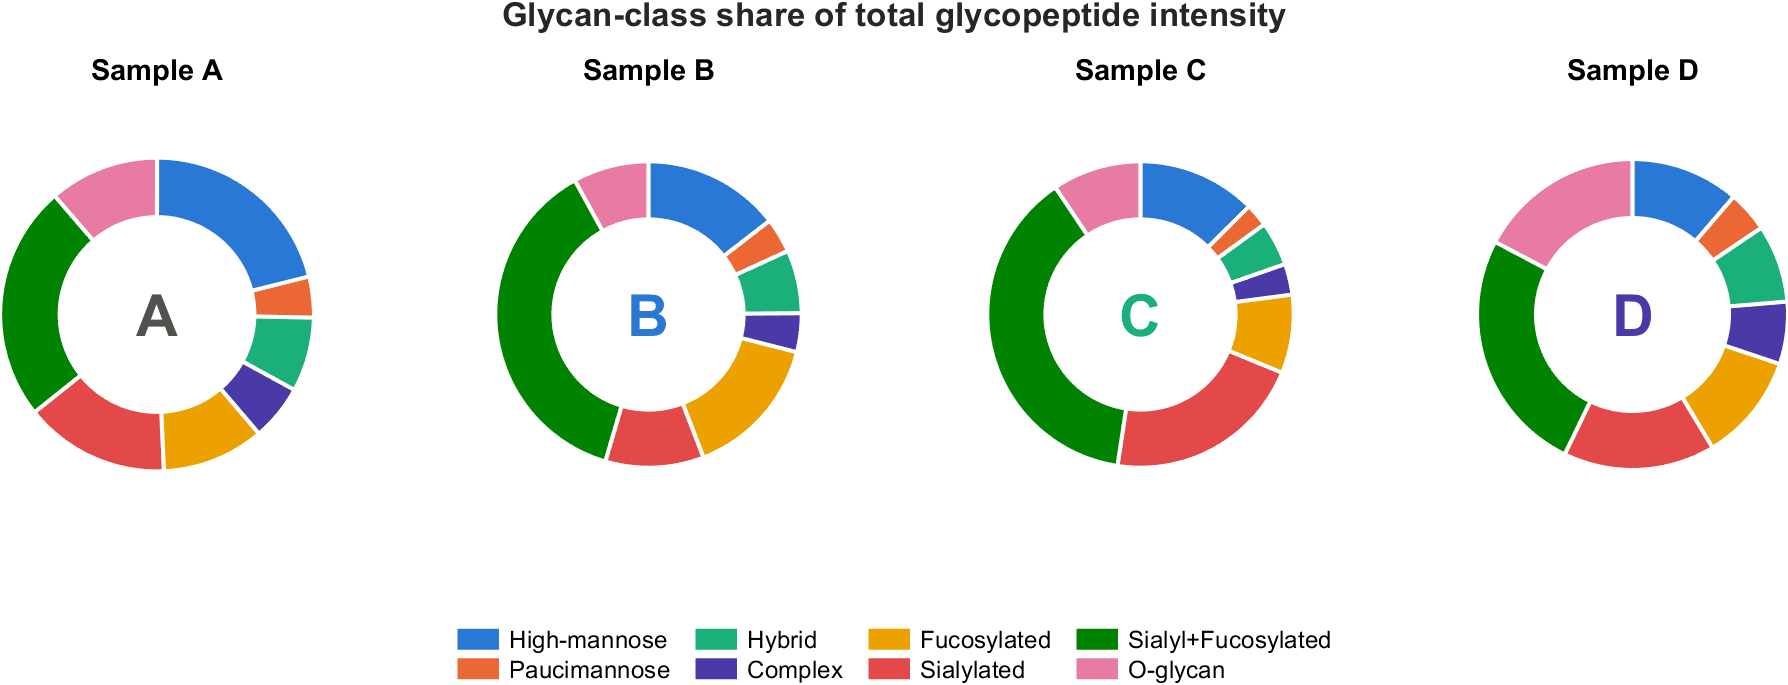 Glycan-class share of total glycopeptide intensity
Sample A
Sample B
Sample C
Sample D
A
B
C
D
High-mannose
Hybrid
Fucosylated
Sialyl+Fucosylated
Paucimannose
Complex
Sialylated
O-glycan